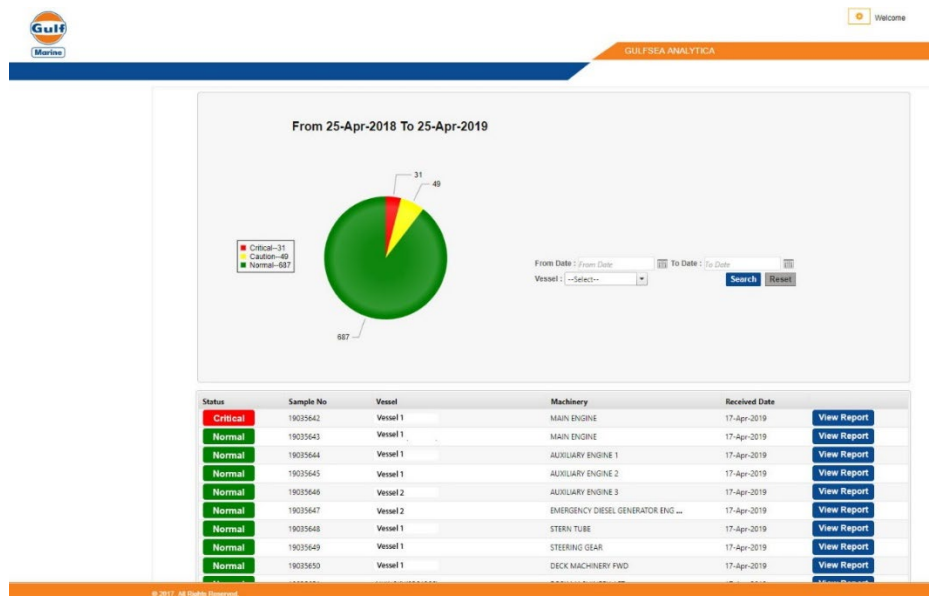 Gulf
Marine
Welcome
GULFSEA ANALYTICA
From 25-Apr-2018 To 25-Apr-2019
31
49
Critical--31
Caution--49
Normal--687
687
From Date : From Date To Date : To Date
Vessel : --Select-- Search Reset
Status Sample No Vessel Machinery Received Date
Critical 19035642 Vessel 1 MAIN ENGINE 17-Apr-2019 View Report
Normal 19035643 Vessel 1 MAIN ENGINE 17-Apr-2019 View Report
Normal 19035644 Vessel 1 AUXILIARY ENGINE 1 17-Apr-2019 View Report
Normal 19035645 Vessel 1 AUXILIARY ENGINE 2 17-Apr-2019 View Report
Normal 19035646 Vessel 2 AUXILIARY ENGINE 3 17-Apr-2019 View Report
Normal 19035647 Vessel 2 EMERGENCY DIESEL GENERATOR ENG ... 17-Apr-2019 View Report
Normal 19035648 Vessel 1 STERN TUBE 17-Apr-2019 View Report
Normal 19035649 Vessel 1 STEERING GEAR 17-Apr-2019 View Report
Normal 19035650 Vessel 1 DECK MACHINERY FWD 17-Apr-2019 View Report
© 2017 All Rights Reserved.